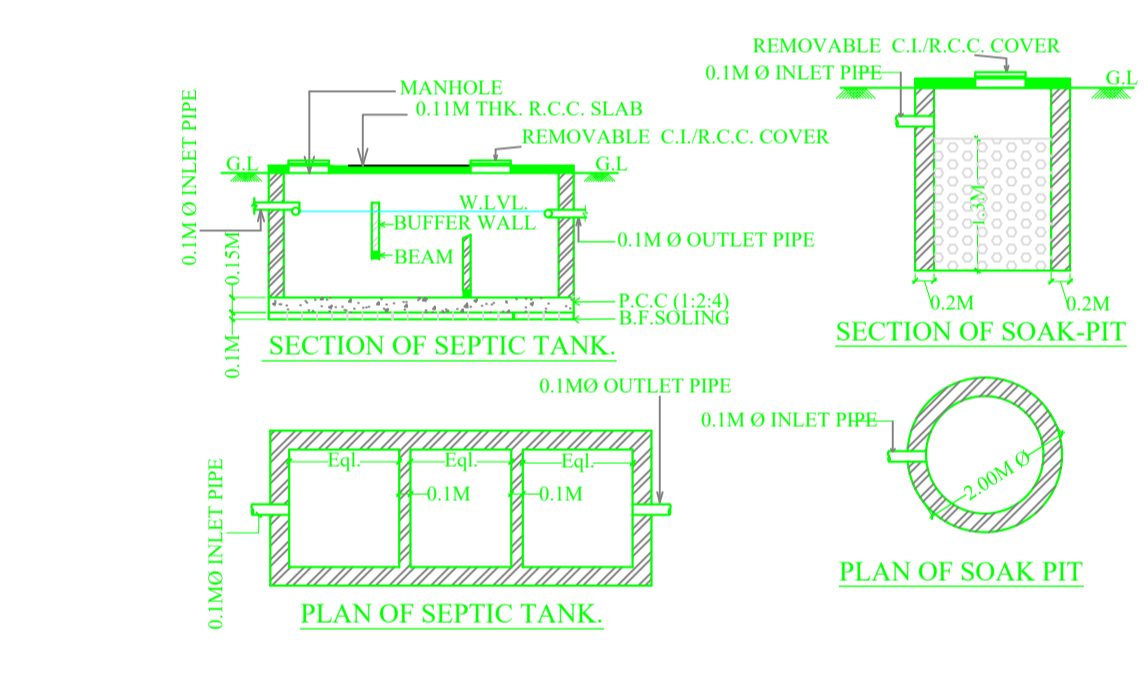 MANHOLE
0.11M THK. R.C.C. SLAB
REMOVABLE C.I./R.C.C. COVER
0.1M Ø INLET PIPE
G.L
G.L
W.LVL.
BUFFER WALL
BEAM
0.1M Ø OUTLET PIPE
0.15M
P.C.C (1:2:4)
B.F.SOLING
0.1M
SECTION OF SEPTIC TANK.
REMOVABLE C.I./R.C.C. COVER
0.1M Ø INLET PIPE
G.L
1.3M
0.2M
0.2M
SECTION OF SOAK-PIT
0.1MØ OUTLET PIPE
Eql.
Eql.
Eql.
0.1M
0.1M
0.1MØ INLET PIPE
PLAN OF SEPTIC TANK.
0.1M Ø INLET PIPE
2.00M Ø
PLAN OF SOAK PIT